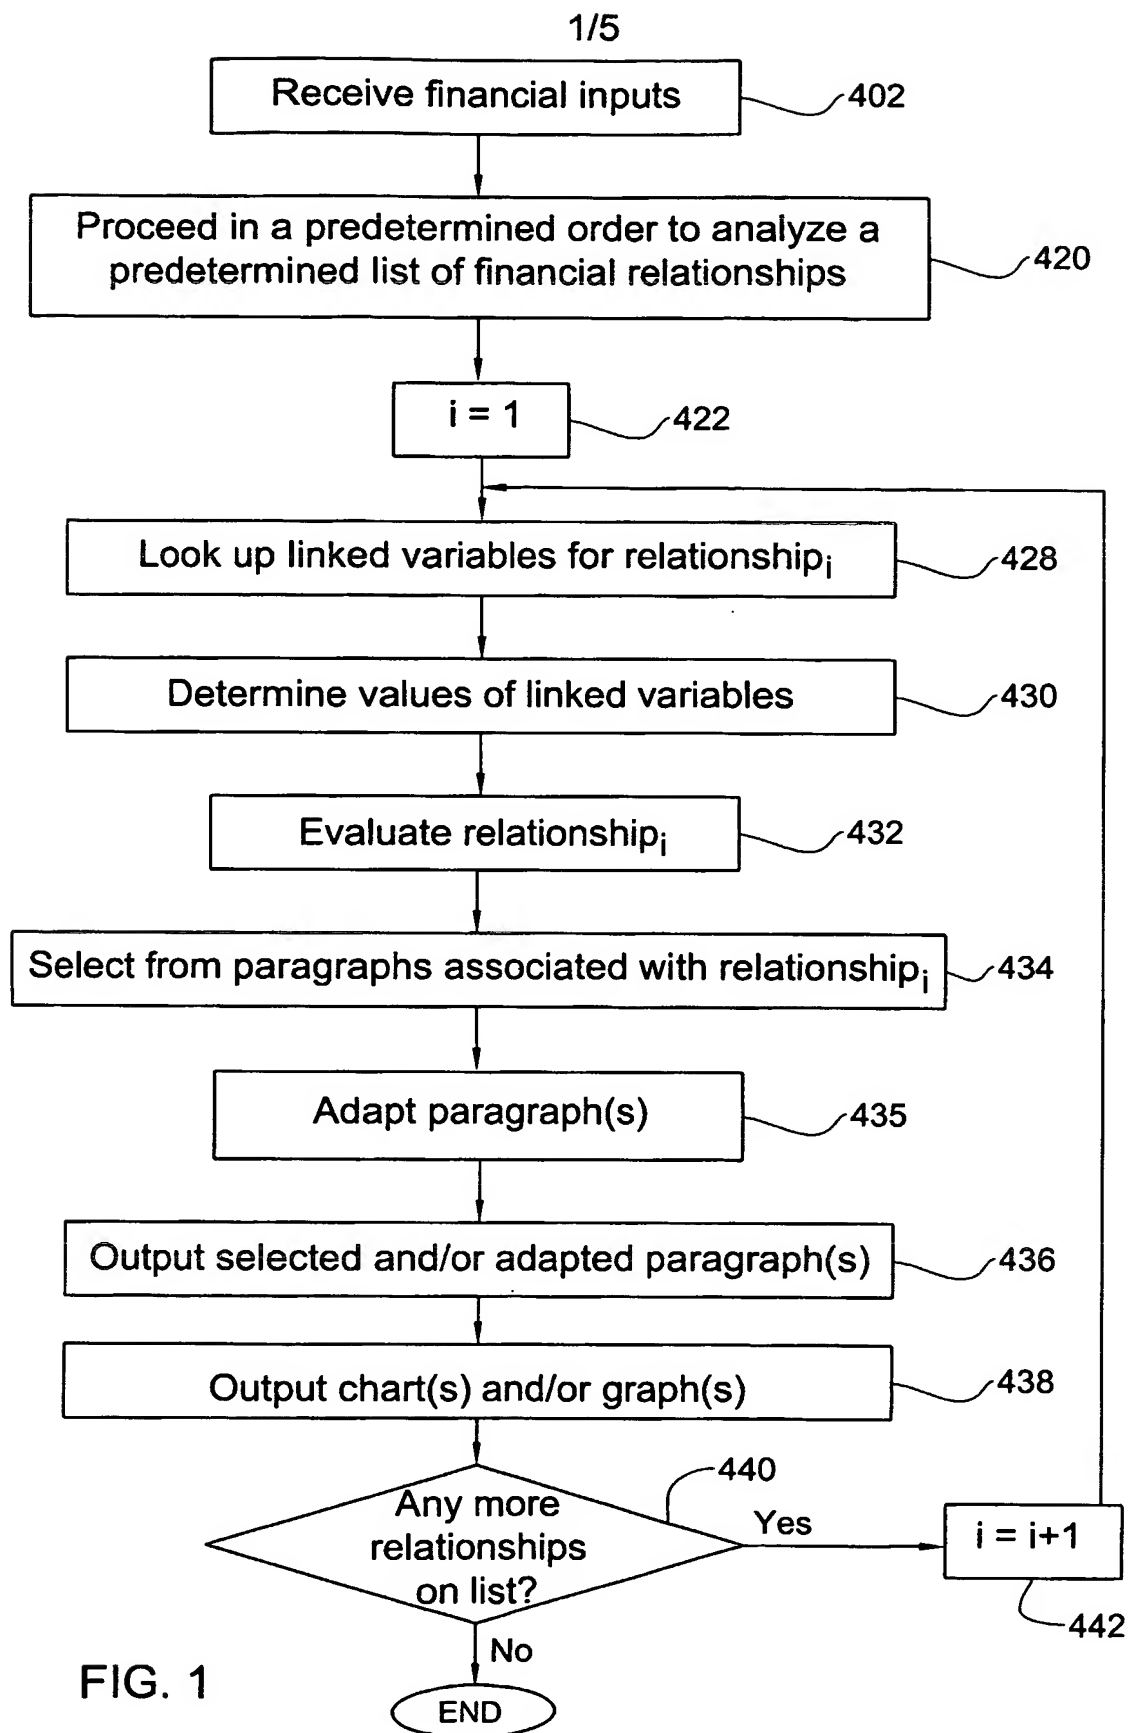 1/5
Receive financial inputs
402
Proceed in a predetermined order to analyze a
predetermined list of financial relationships
420
i = 1
422
Look up linked variables for relationshipᵢ
428
Determine values of linked variables
430
Evaluate relationshipᵢ
432
Select from paragraphs associated with relationshipᵢ
434
Adapt paragraph(s)
435
Output selected and/or adapted paragraph(s)
436
Output chart(s) and/or graph(s)
438
440
Any more
relationships
on list?
Yes
i = i+1
442
No
END
FIG. 1